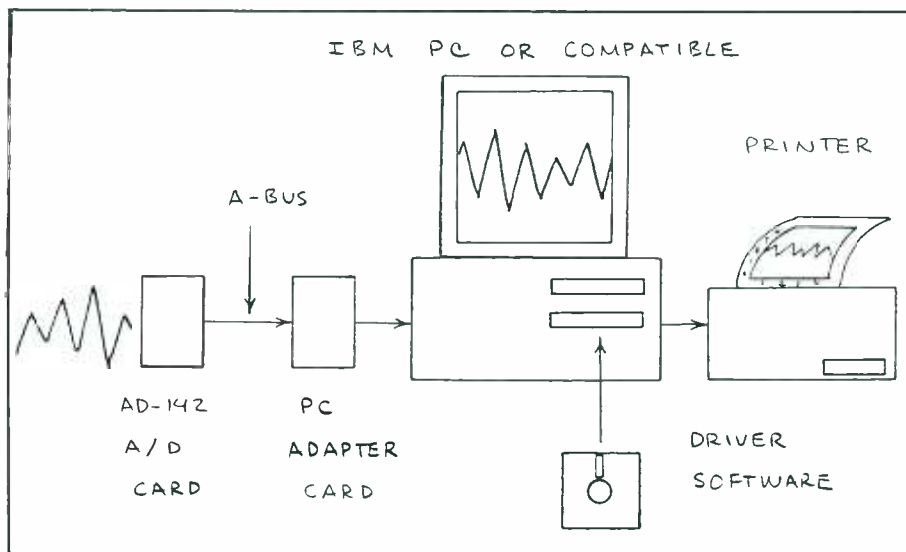 IBM PC OR COMPATIBLE
PRINTER
A-BUS
AD-142
A/D
CARD
PC
ADAPTER
CARD
DRIVER
SOFTWARE